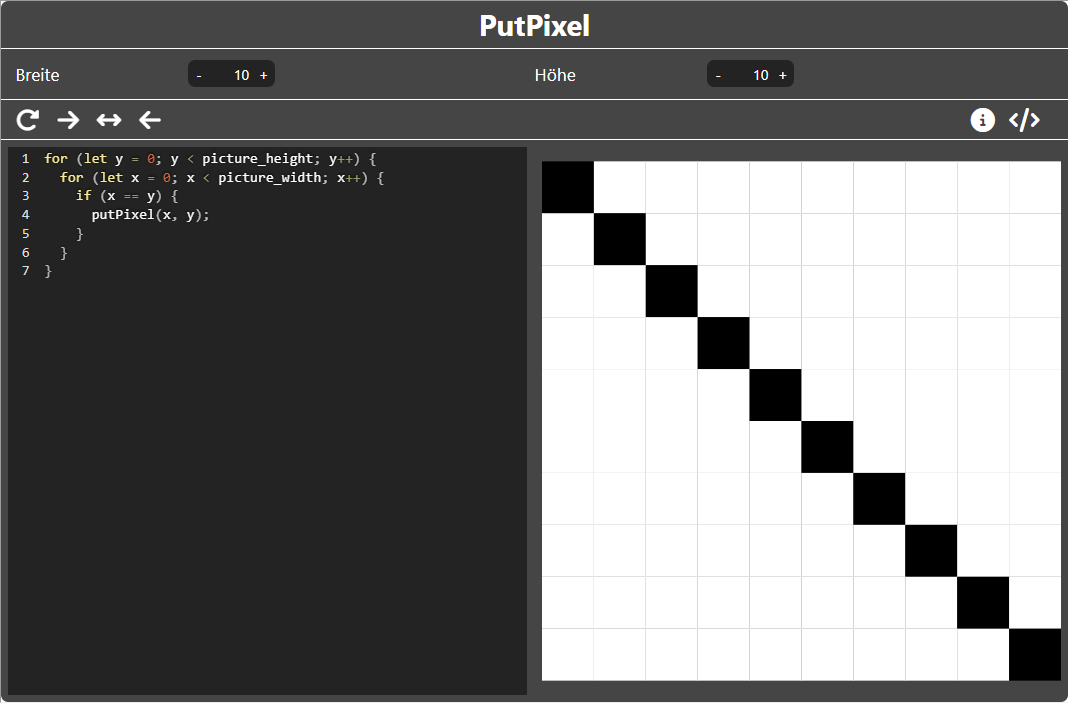 PutPixel
Breite - 10 + Höhe - 10 +
1 for (let y = 0; y < picture_height; y++) {
2   for (let x = 0; x < picture_width; x++) {
3     if (x == y) {
4       putPixel(x, y);
5     }
6   }
7 }